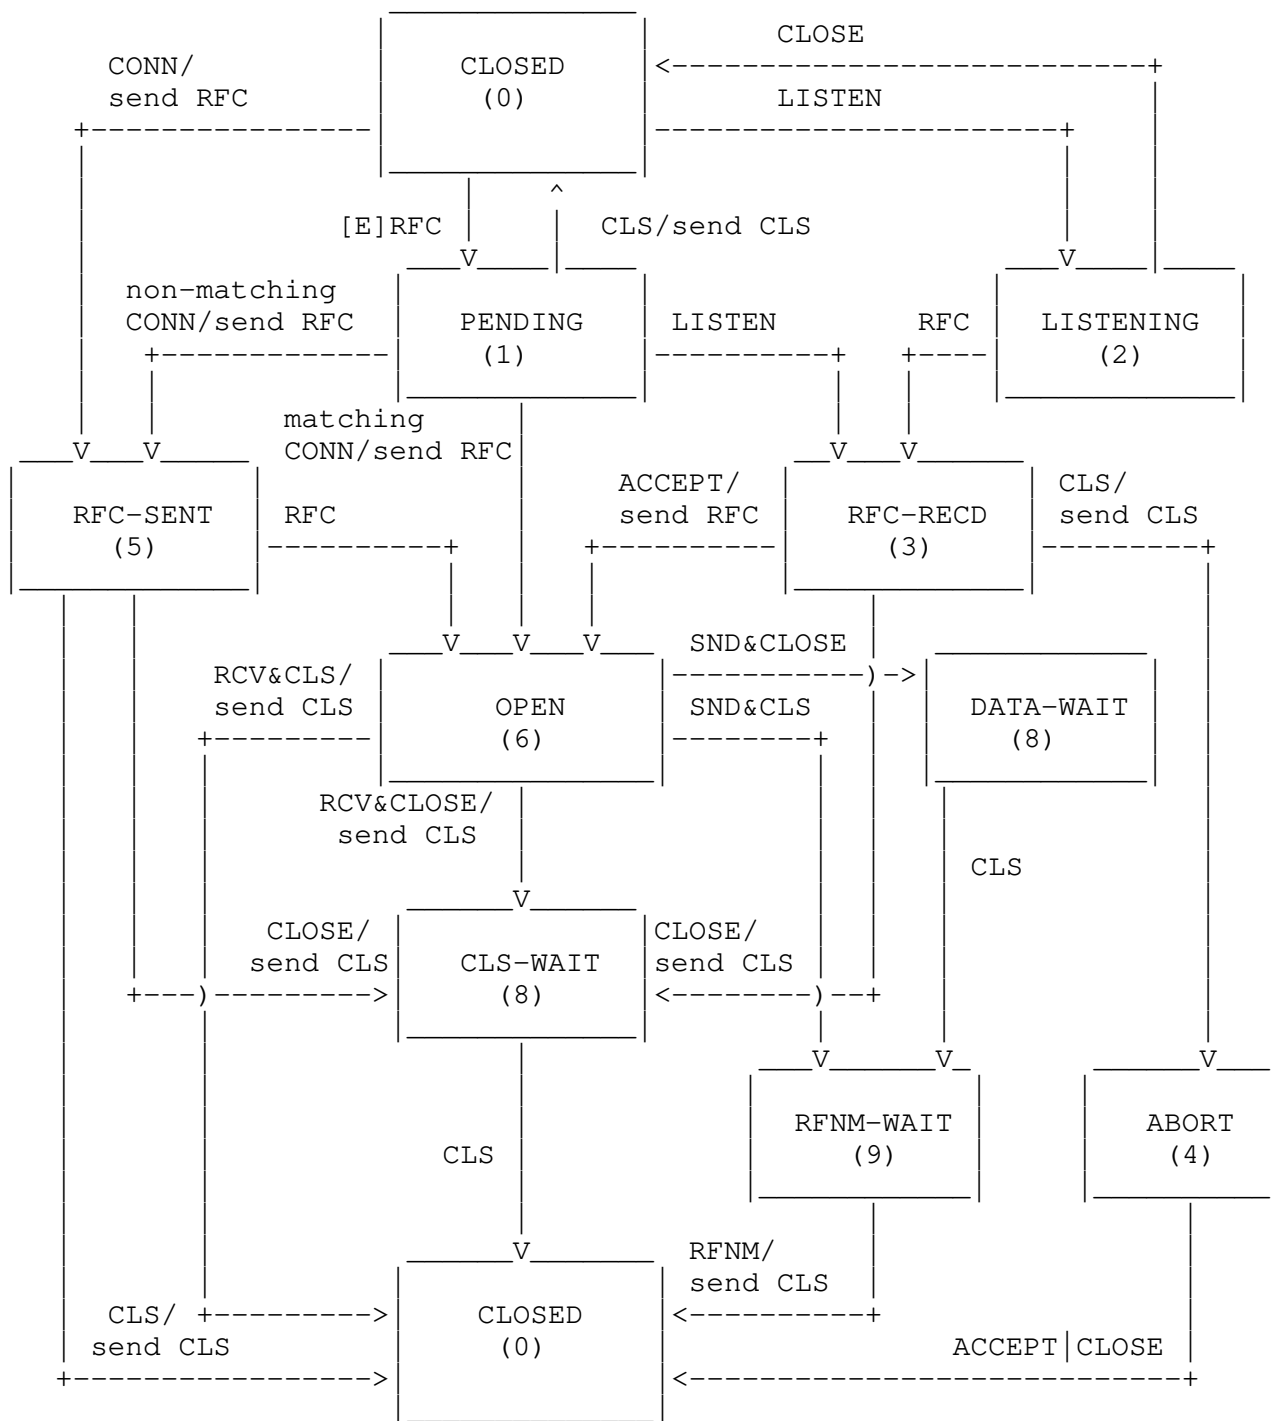 CLOSE
CONN/ CLOSED
send RFC (0) LISTEN
[E]RFC CLS/send CLS
non-matching
CONN/send RFC PENDING LISTEN RFC LISTENING
(1) (2)
matching
CONN/send RFC
ACCEPT/ CLS/
RFC-SENT RFC send RFC RFC-RECD send CLS
(5) (3)
SND&CLOSE
RCV&CLS/
send CLS OPEN SND&CLS DATA-WAIT
(6) (8)
RCV&CLOSE/
send CLS
CLS
CLOSE/ CLOSE/
send CLS CLS-WAIT send CLS
(8)
RFNM-WAIT ABORT
CLS (9) (4)
RFNM/
send CLS
CLS/ CLOSED
send CLS (0) ACCEPT|CLOSE